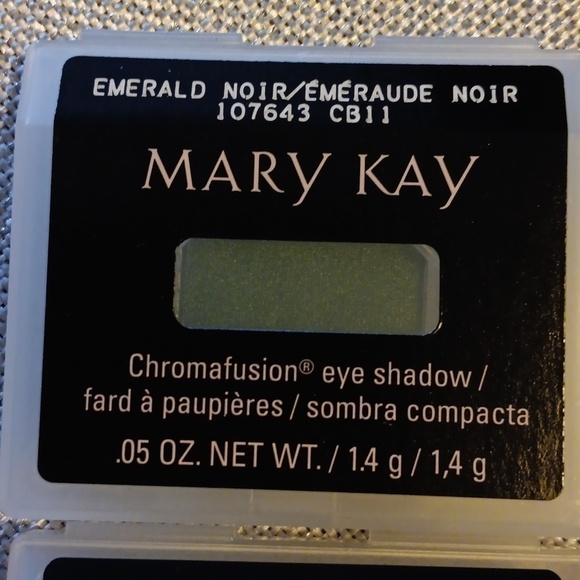 EMERALD NOIR/ÉMÉRAUDE NOIR
107643 CB11
MARY KAY
Chromafusion® eye shadow /
fard à paupières / sombra compacta
.05 OZ. NET WT. / 1.4 g / 1,4 g